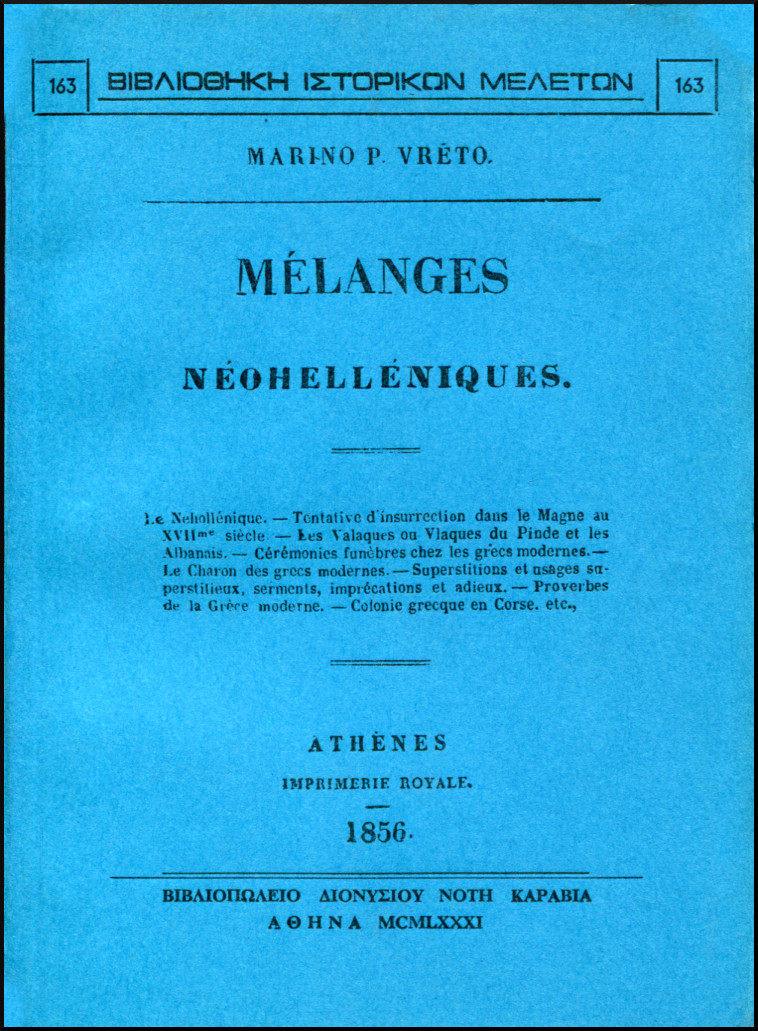 163 ΒΙΒΛΙΟΘΗΚΗ ΙΣΤΟΡΙΚΩΝ ΜΕΛΕΤΩΝ 163
MARINO P. VRÉTO.
MÉLANGES
NÉOHELLÉNIQUES.
Le Nehollénique. — Tentative d'insurrection dans le Magne au
XVIIme siècle — Les Valaques ou Vlaques du Pinde et les
Albanais. — Cérémonies funèbres chez les grecs modernes. —
Le Charon des grecs modernes. — Superstitions et usages su-
perstitieux, serments, imprécations et adieux. — Proverbes
de la Grèce moderne. — Colonie grecque en Corse. etc.,
ATHÈNES
IMPRIMERIE ROYALE.
1856.
ΒΙΒΛΙΟΠΩΛΕΙΟ ΔΙΟΝΥΣΙΟΥ ΝΟΤΗ ΚΑΡΑΒΙΑ
ΑΘΗΝΑ MCMLXXXI